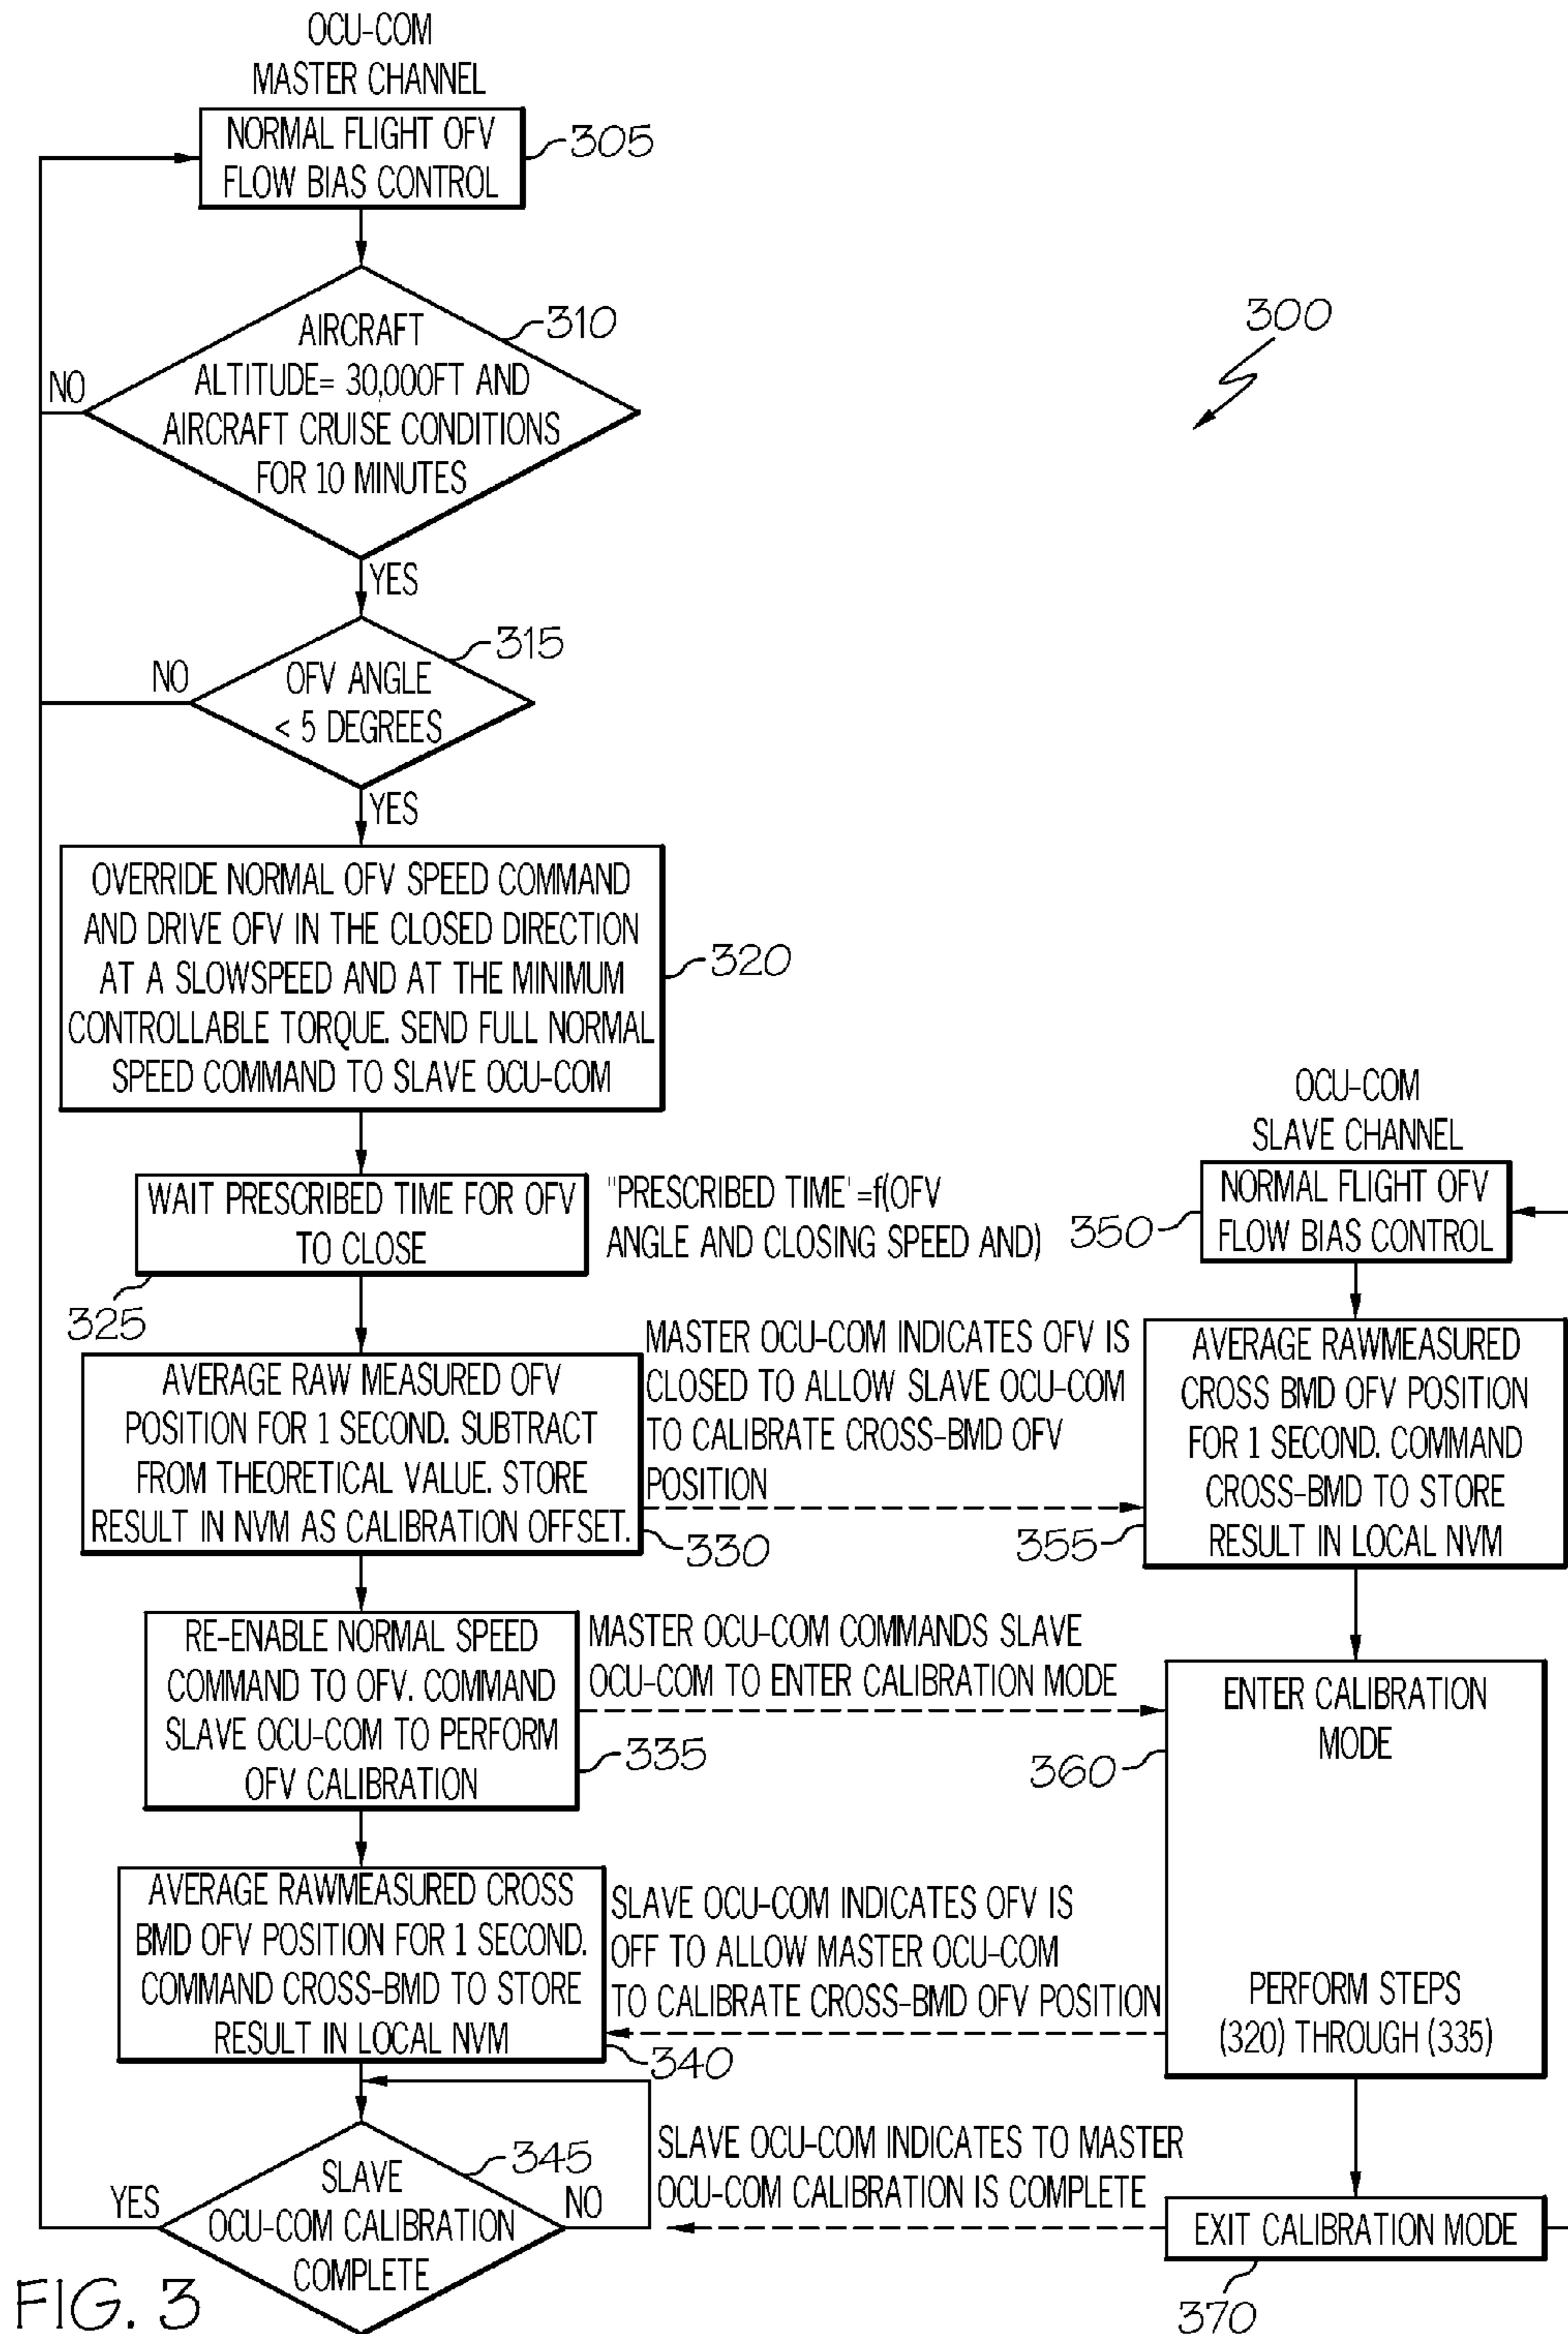 OCU-COM
MASTER CHANNEL
NORMAL FLIGHT OFV
FLOW BIAS CONTROL
305
AIRCRAFT
ALTITUDE= 30,000FT AND
AIRCRAFT CRUISE CONDITIONS
FOR 10 MINUTES
310
NO
YES
300
OFV ANGLE
< 5 DEGREES
315
NO
YES
OVERRIDE NORMAL OFV SPEED COMMAND
AND DRIVE OFV IN THE CLOSED DIRECTION
AT A SLOWSPEED AND AT THE MINIMUM
CONTROLLABLE TORQUE. SEND FULL NORMAL
SPEED COMMAND TO SLAVE OCU-COM
320
WAIT PRESCRIBED TIME FOR OFV
TO CLOSE
325
"PRESCRIBED TIME'=f(OFV
ANGLE AND CLOSING SPEED AND)
OCU-COM
SLAVE CHANNEL
NORMAL FLIGHT OFV
FLOW BIAS CONTROL
350
AVERAGE RAW MEASURED OFV
POSITION FOR 1 SECOND. SUBTRACT
FROM THEORETICAL VALUE. STORE
RESULT IN NVM AS CALIBRATION OFFSET.
330
MASTER OCU-COM INDICATES OFV IS
CLOSED TO ALLOW SLAVE OCU-COM
TO CALIBRATE CROSS-BMD OFV
POSITION
AVERAGE RAWMEASURED
CROSS BMD OFV POSITION
FOR 1 SECOND. COMMAND
CROSS-BMD TO STORE
RESULT IN LOCAL NVM
355
RE-ENABLE NORMAL SPEED
COMMAND TO OFV. COMMAND
SLAVE OCU-COM TO PERFORM
OFV CALIBRATION
335
MASTER OCU-COM COMMANDS SLAVE
OCU-COM TO ENTER CALIBRATION MODE
ENTER CALIBRATION
MODE
360
PERFORM STEPS
(320) THROUGH (335)
AVERAGE RAWMEASURED CROSS
BMD OFV POSITION FOR 1 SECOND.
COMMAND CROSS-BMD TO STORE
RESULT IN LOCAL NVM
340
SLAVE OCU-COM INDICATES OFV IS
OFF TO ALLOW MASTER OCU-COM
TO CALIBRATE CROSS-BMD OFV POSITION
SLAVE
OCU-COM CALIBRATION
COMPLETE
345
YES
NO
SLAVE OCU-COM INDICATES TO MASTER
OCU-COM CALIBRATION IS COMPLETE
EXIT CALIBRATION MODE
370
FIG. 3